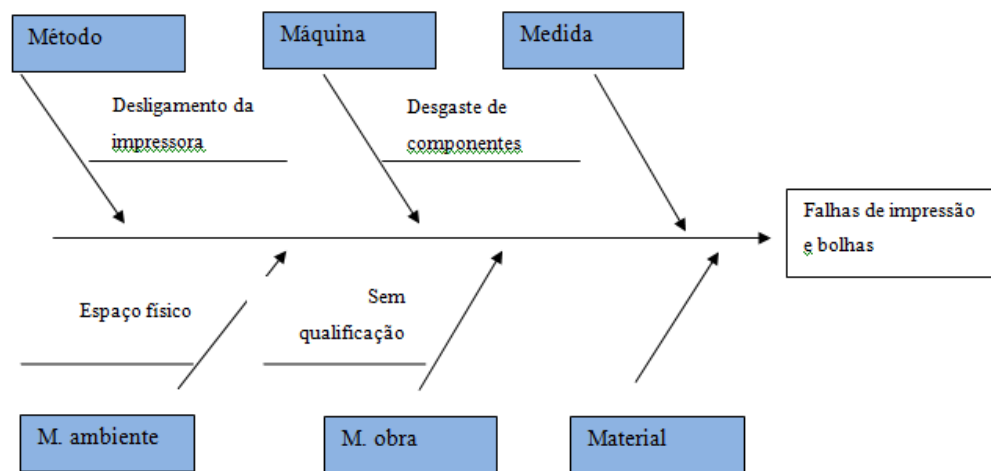 Método
Máquina
Medida
Desligamento da
impressora
Desgaste de
componentes
Falhas de impressão
e bolhas
Espaço físico
Sem
qualificação
M. ambiente
M. obra
Material